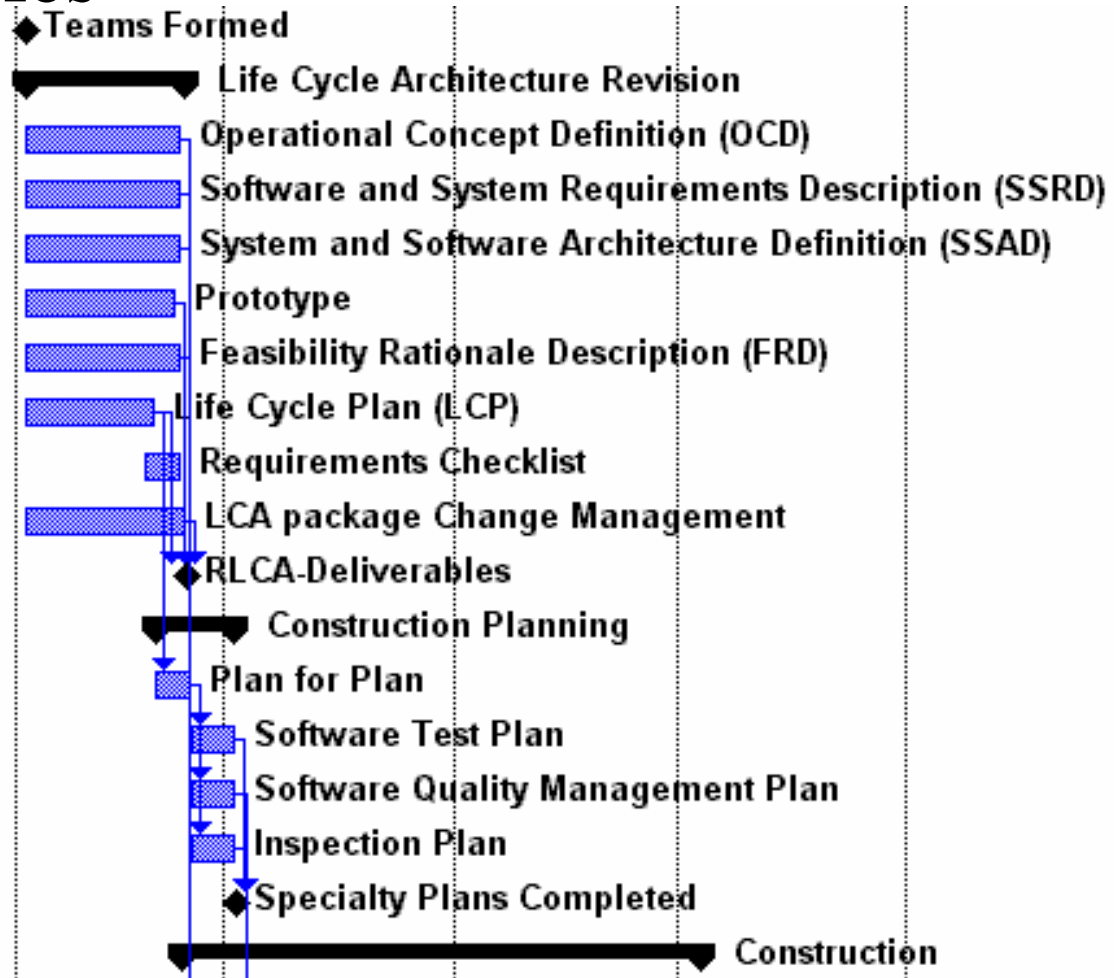 Teams Formed
Life Cycle Architecture Revision
Operational Concept Definition (OCD)
Software and System Requirements Description (SSRD)
System and Software Architecture Definition (SSAD)
Prototype
Feasibility Rationale Description (FRD)
Life Cycle Plan (LCP)
Requirements Checklist
LCA package Change Management
RLCA-Deliverables
Construction Planning
Plan for Plan
Software Test Plan
Software Quality Management Plan
Inspection Plan
Specialty Plans Completed
Construction